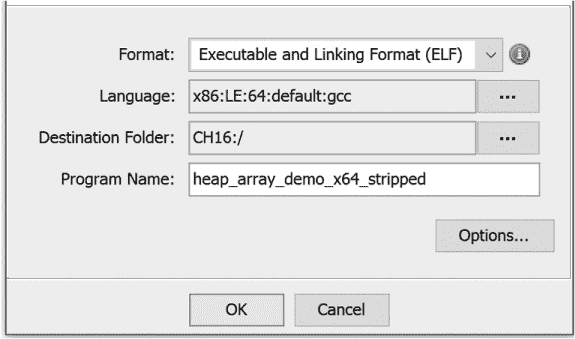 Format: Executable and Linking Format (ELF)
Language: x86:LE:64:default:gcc ...
Destination Folder: CH16:/ ...
Program Name: heap_array_demo_x64_stripped
Options...
OK Cancel